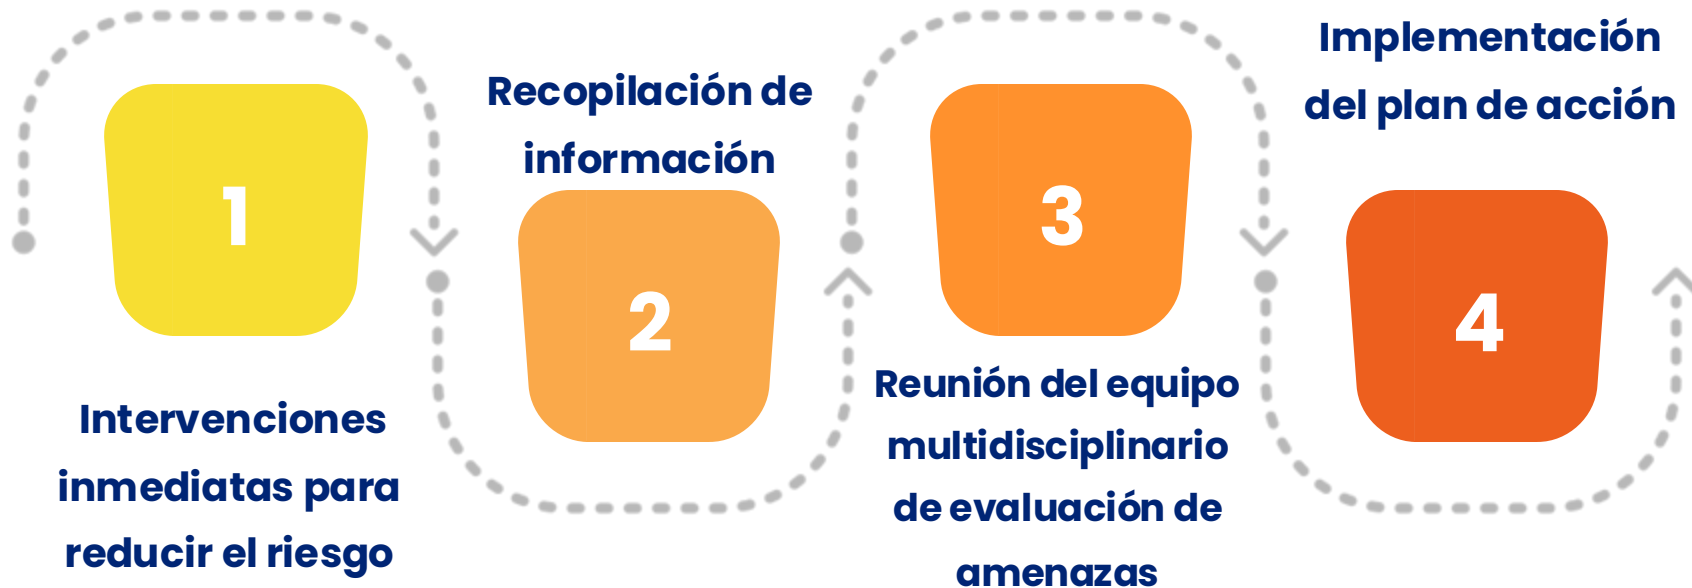 1
Intervenciones
inmediatas para
reducir el riesgo
Recopilación de
información
2
3
Reunión del equipo
multidisciplinario
de evaluación de
amenazas
Implementación
del plan de acción
4